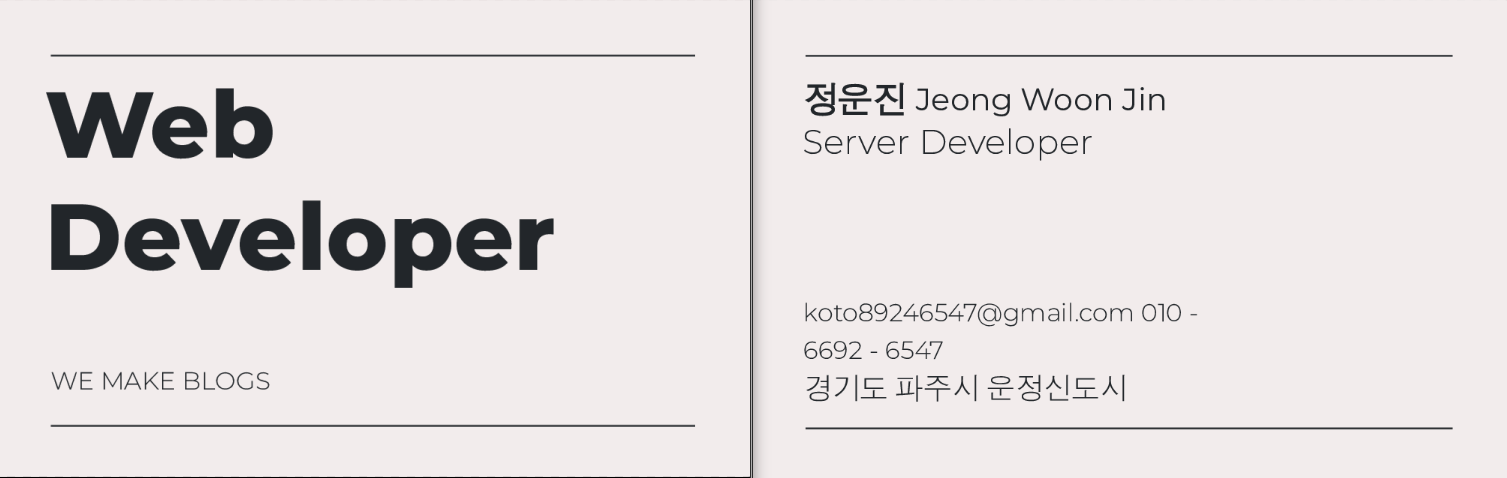 Web
Developer
WE MAKE BLOGS
정운진 Jeong Woon Jin
Server Developer
koto89246547@gmail.com 010 -
6692 - 6547
경기도 파주시 운정신도시